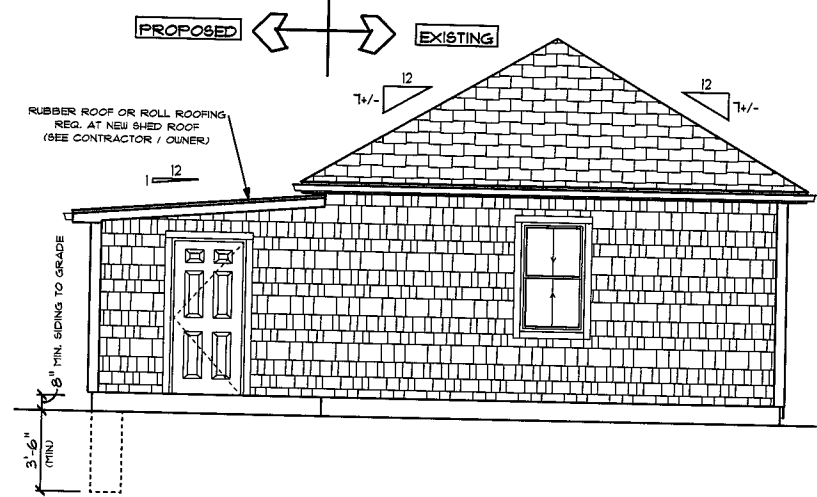 PROPOSED
EXISTING
12
7+/-
12
7+/-
RUBBER ROOF OR ROLL ROOFING
REQ. AT NEW SHED ROOF
(SEE CONTRACTOR / OWNER)
12
1
8" MIN. SIDING TO GRADE
3'-6"
(MIN)